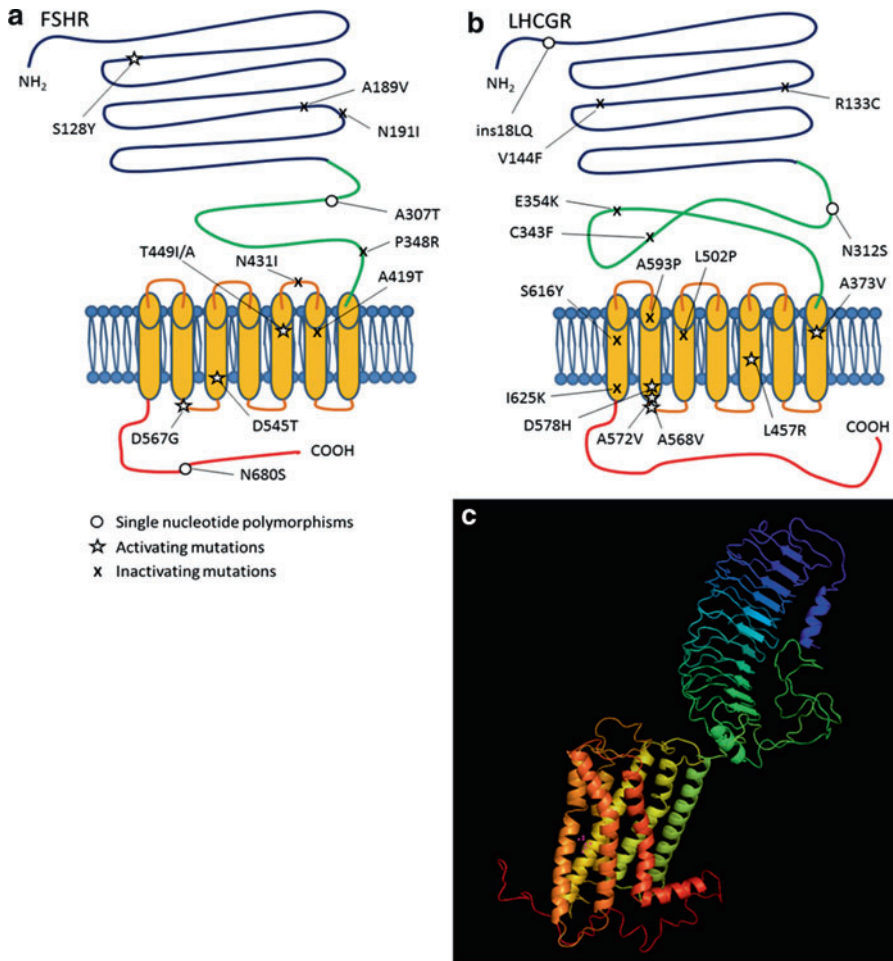 a
FSHR
NH2
S128Y
A189V
N191I
A307T
P348R
T449I/A
N431I
A419T
D567G
D545T
COOH
N680S
Single nucleotide polymorphisms
Activating mutations
x Inactivating mutations
b
LHCGR
NH2
ins18LQ
V144F
R133C
E354K
C343F
N312S
A593P
L502P
S616Y
A373V
I625K
D578H
A572V
A568V
L457R
COOH
c